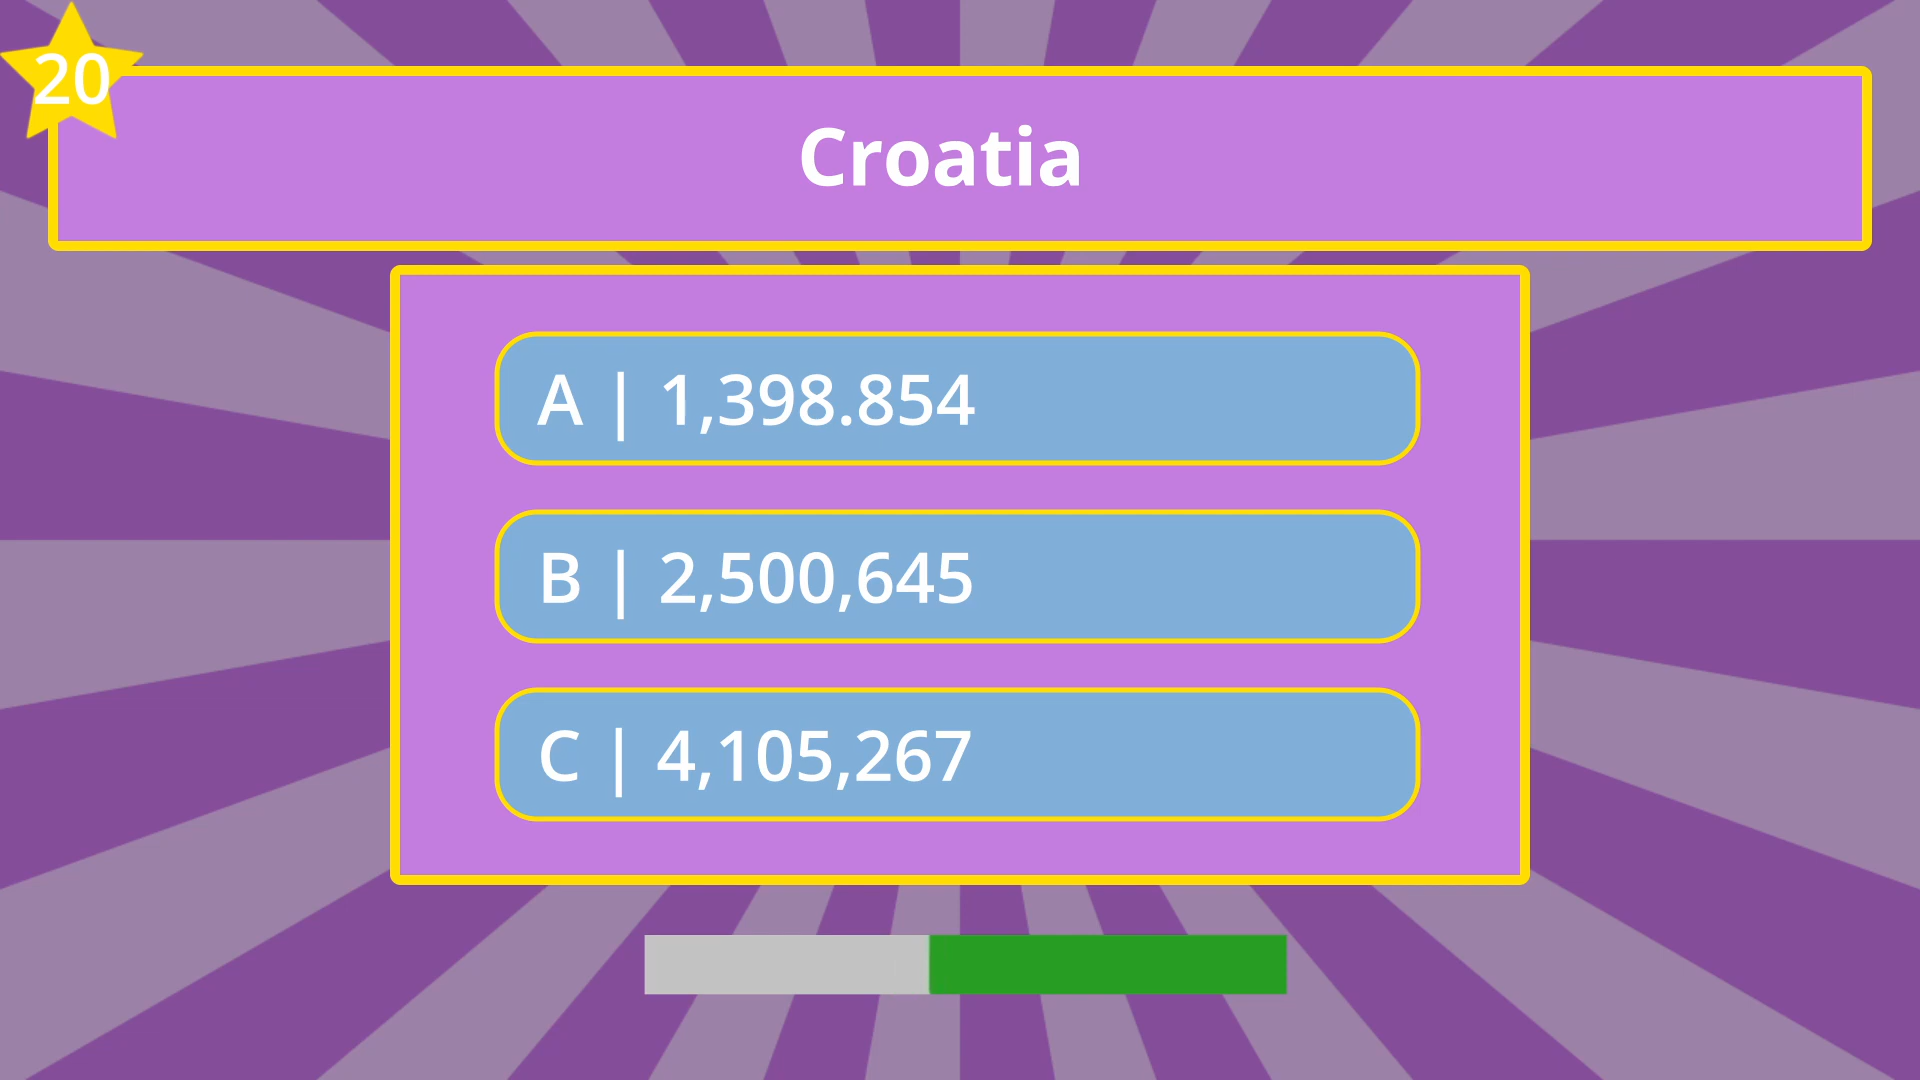 20
Croatia
A | 1,398.854
B | 2,500,645
C | 4,105,267